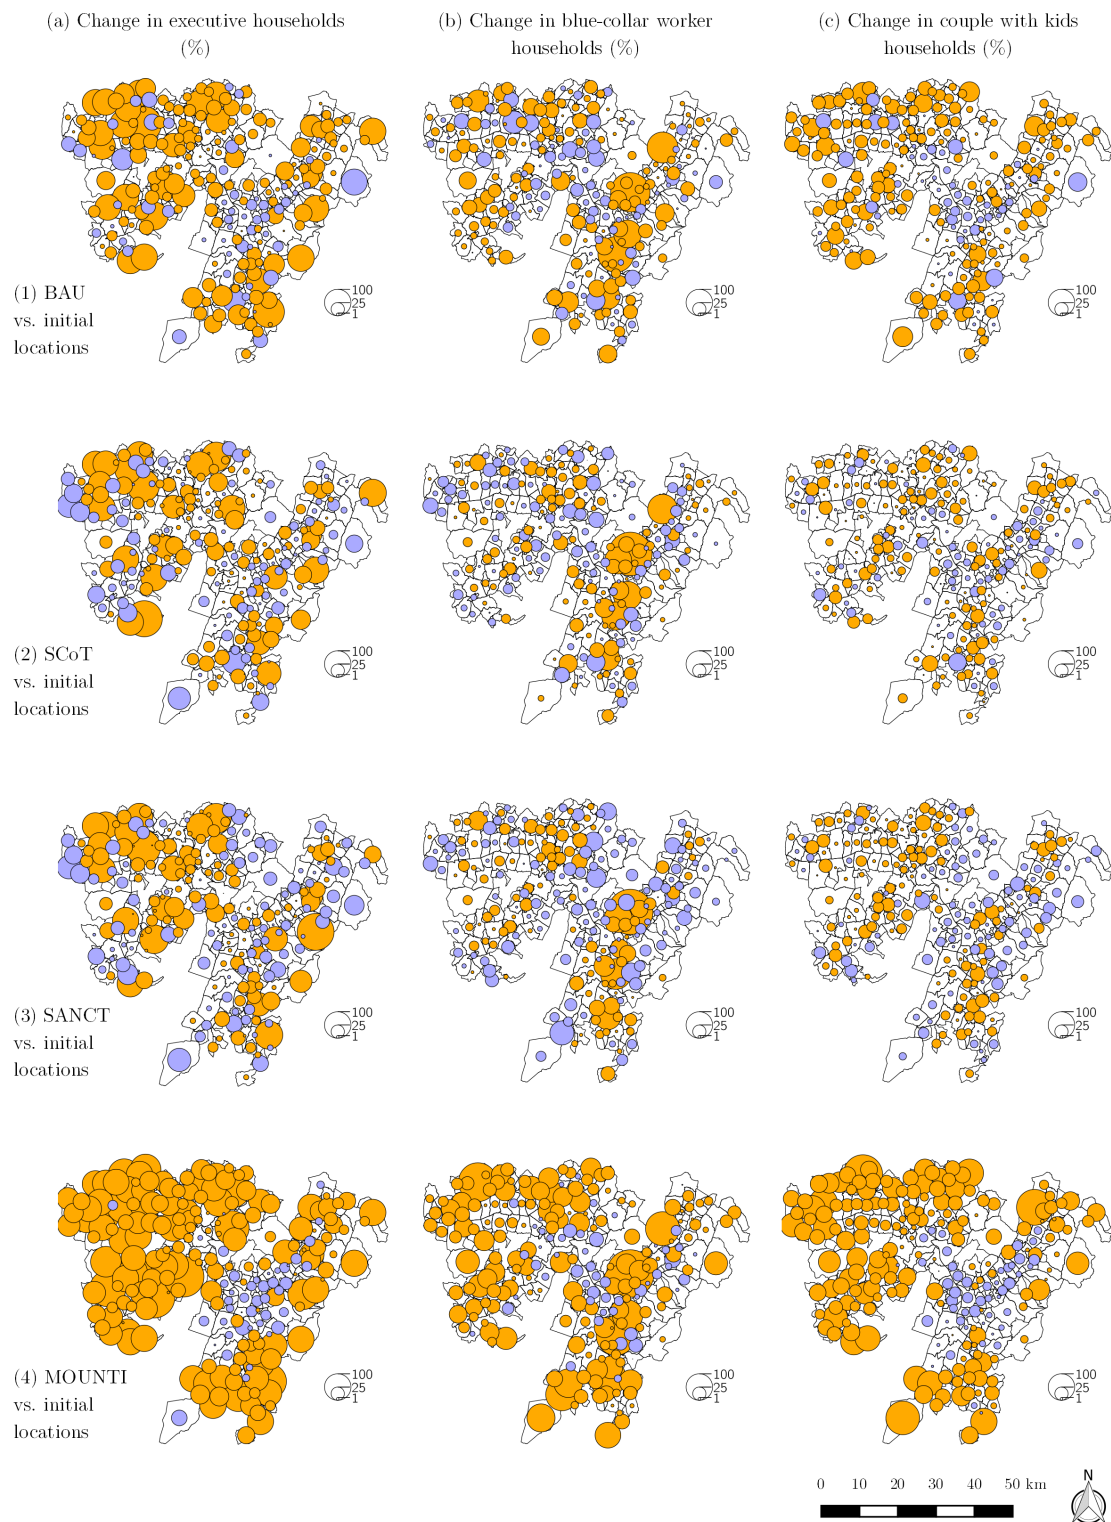 (a) Change in executive households
(%)
(b) Change in blue-collar worker
households (%)
(c) Change in couple with kids
households (%)
(1) BAU
vs. initial
locations
100
25
1
100
25
1
100
25
1
(2) SCoT
vs. initial
locations
100
25
1
100
25
1
100
25
1
(3) SANCT
vs. initial
locations
100
25
1
100
25
1
100
25
1
(4) MOUNTI
vs. initial
locations
100
25
1
100
25
1
100
25
1
0 10 20 30 40 50 km
N